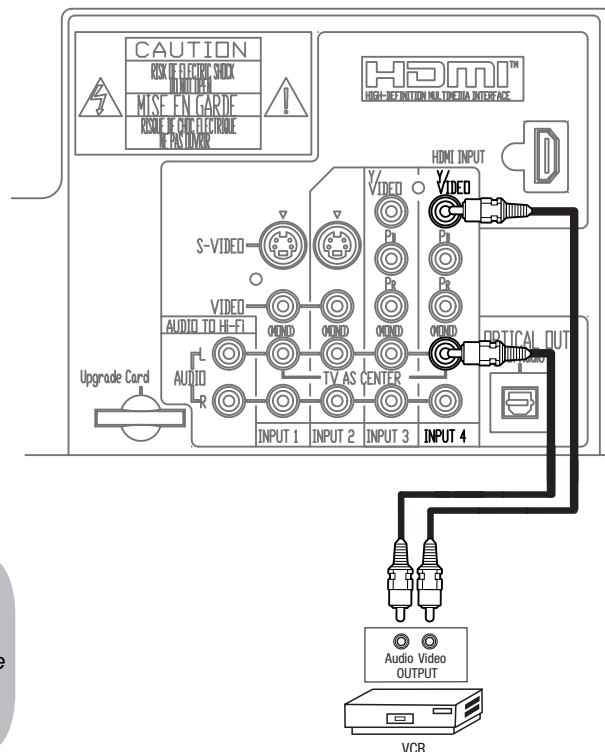 CAUTION
RISK OF ELECTRIC SHOCK
DO NOT OPEN
MISE EN GARDE
RISQUE DE CHOC ELECTRIQUE
NE PAS OUVRIR
HDMI™
HIGH-DEFINITION MULTIMEDIA INTERFACE
HDMI INPUT
Y/VIDEO
Y/VIDEO
S-VIDEO
PB
PB
PR
PR
VIDEO
(MONO) (MONO) (MONO) (MONO)
AUDIO TO Hi-Fi
OPTICAL OUT
Audio
L
AUDIO
R
TV AS CENTER
Upgrade Card
INPUT 1 INPUT 2 INPUT 3 INPUT 4
e
Audio Video
OUTPUT
VCR